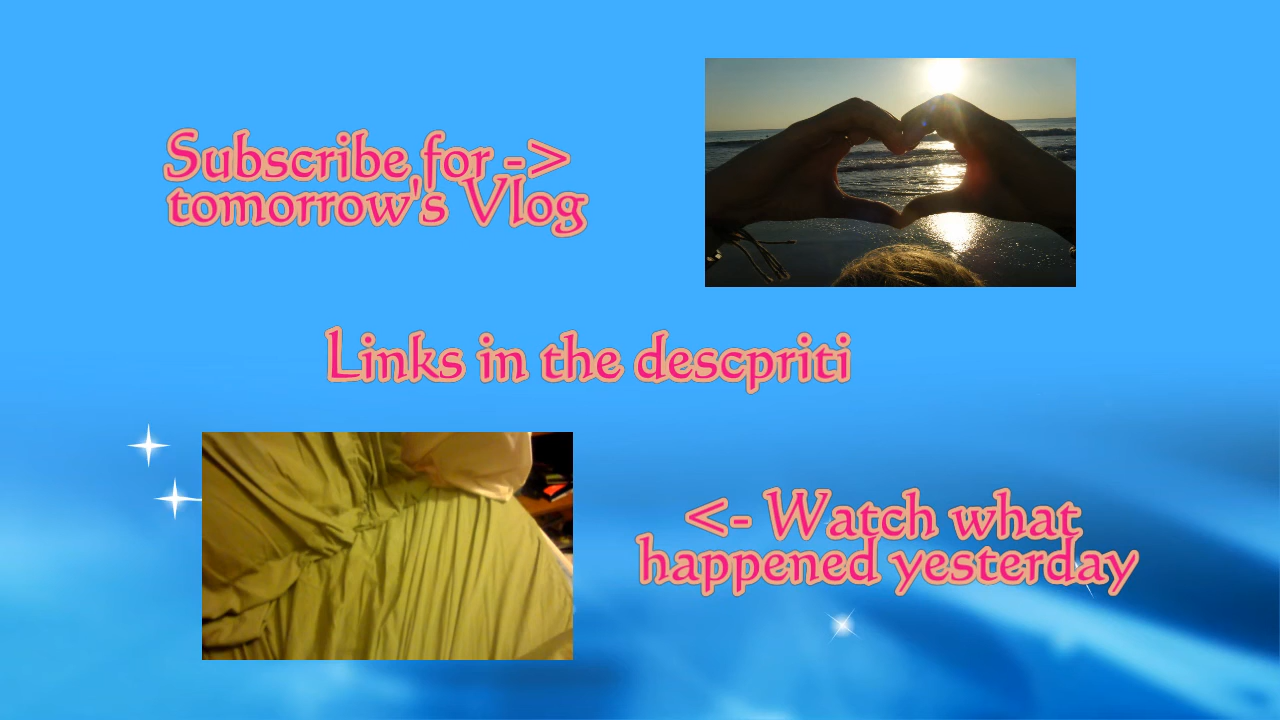 Subscribe for ->
tomorrow's Vlog
Links in the descpriti
<- Watch what
happened yesterday